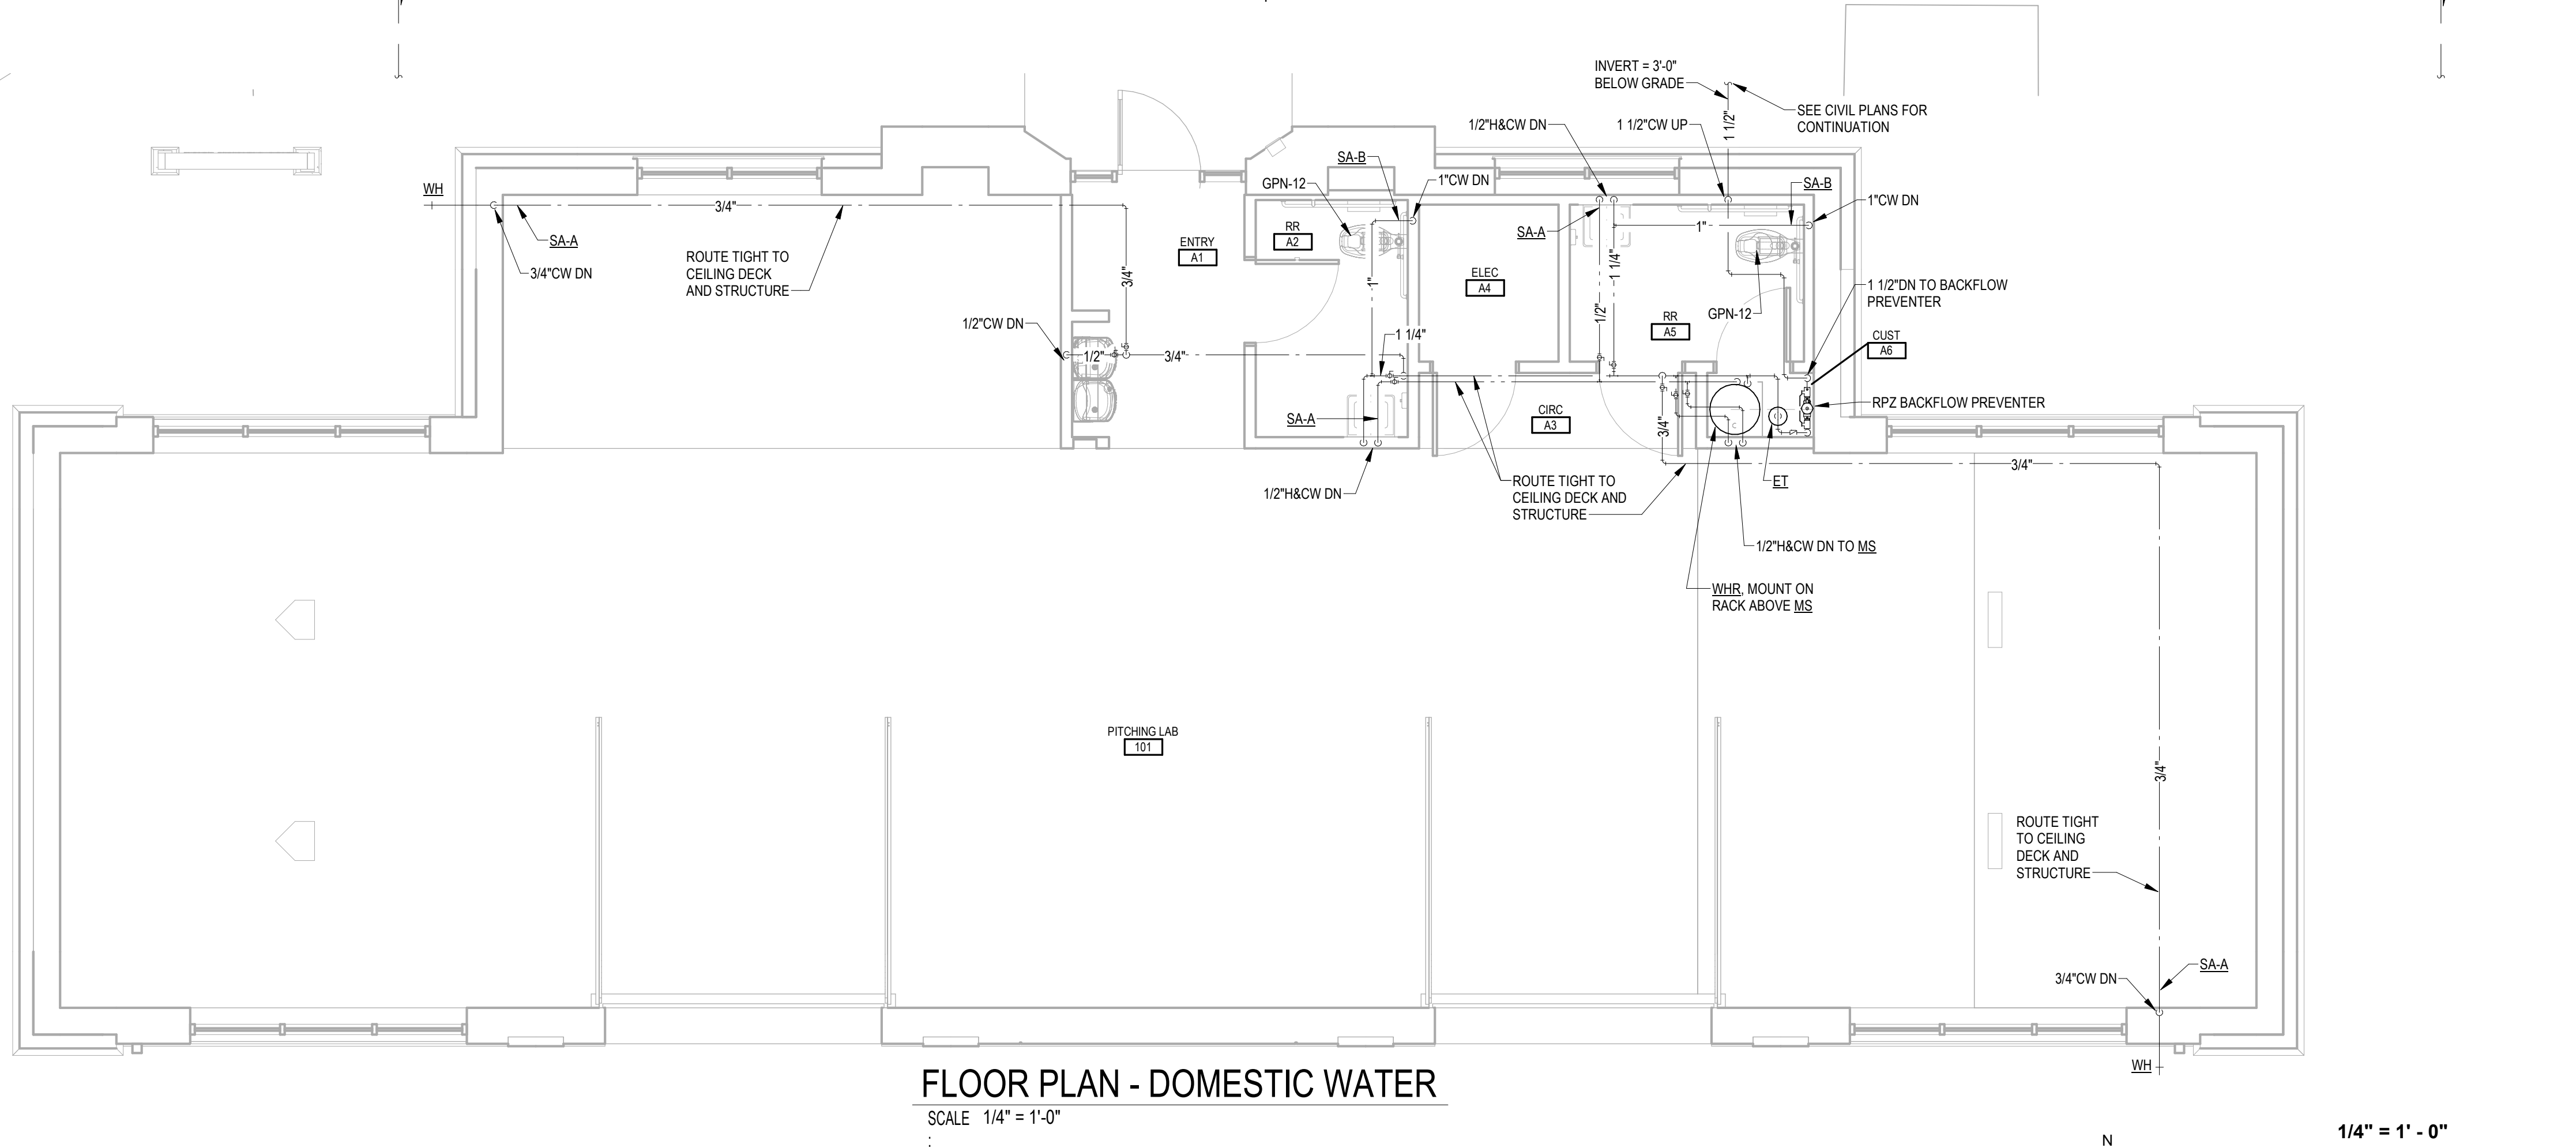 INVERT = 3'-0"
BELOW GRADE
SEE CIVIL PLANS FOR
CONTINUATION
1 1/2"
1/2"H&CW DN
1 1/2"CW UP
SA-B
GPN-12
1"CW DN
SA-B
1"CW DN
WH
3/4"
SA-A
3/4"CW DN
ROUTE TIGHT TO
CEILING DECK
AND STRUCTURE
ENTRY
A1
RR
A2
SA-A
1"
3/4"
1"
ELEC
A4
1/2"
1 1/4"
RR
A5
GPN-12
1 1/2"DN TO BACKFLOW
PREVENTER
CUST
A6
1/2"CW DN
1/2"
3/4"
1 1/4"
SA-A
CIRC
A3
3/4"
RPZ BACKFLOW PREVENTER
C
3/4"
1/2"H&CW DN
ROUTE TIGHT TO
CEILING DECK AND
STRUCTURE
ET
1/2"H&CW DN TO MS
WHR, MOUNT ON
RACK ABOVE MS
PITCHING LAB
101
3/4"
ROUTE TIGHT
TO CEILING
DECK AND
STRUCTURE
SA-A
3/4"CW DN
WH
FLOOR PLAN - DOMESTIC WATER
SCALE 1/4" = 1'-0"
:
N
1/4" = 1' - 0"